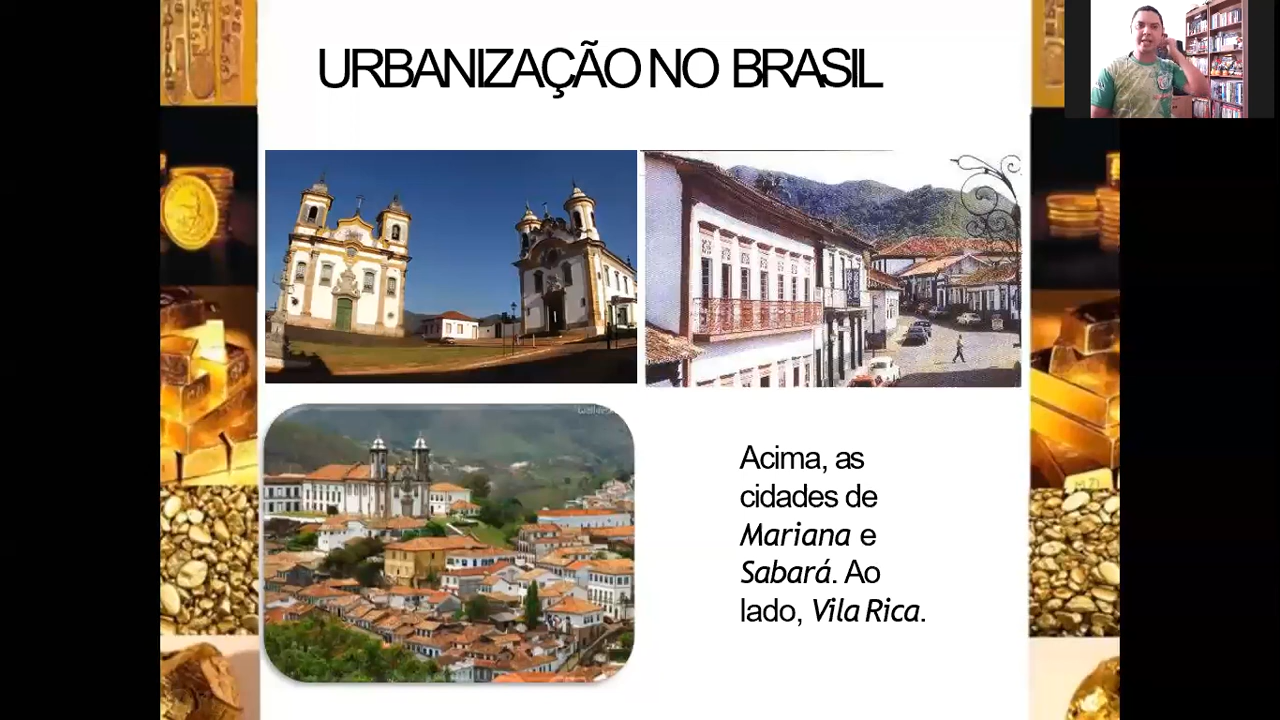 URBANIZAÇÃO NO BRASIL
Acima, as
cidades de
Mariana e
Sabará. Ao
lado, Vila Rica.